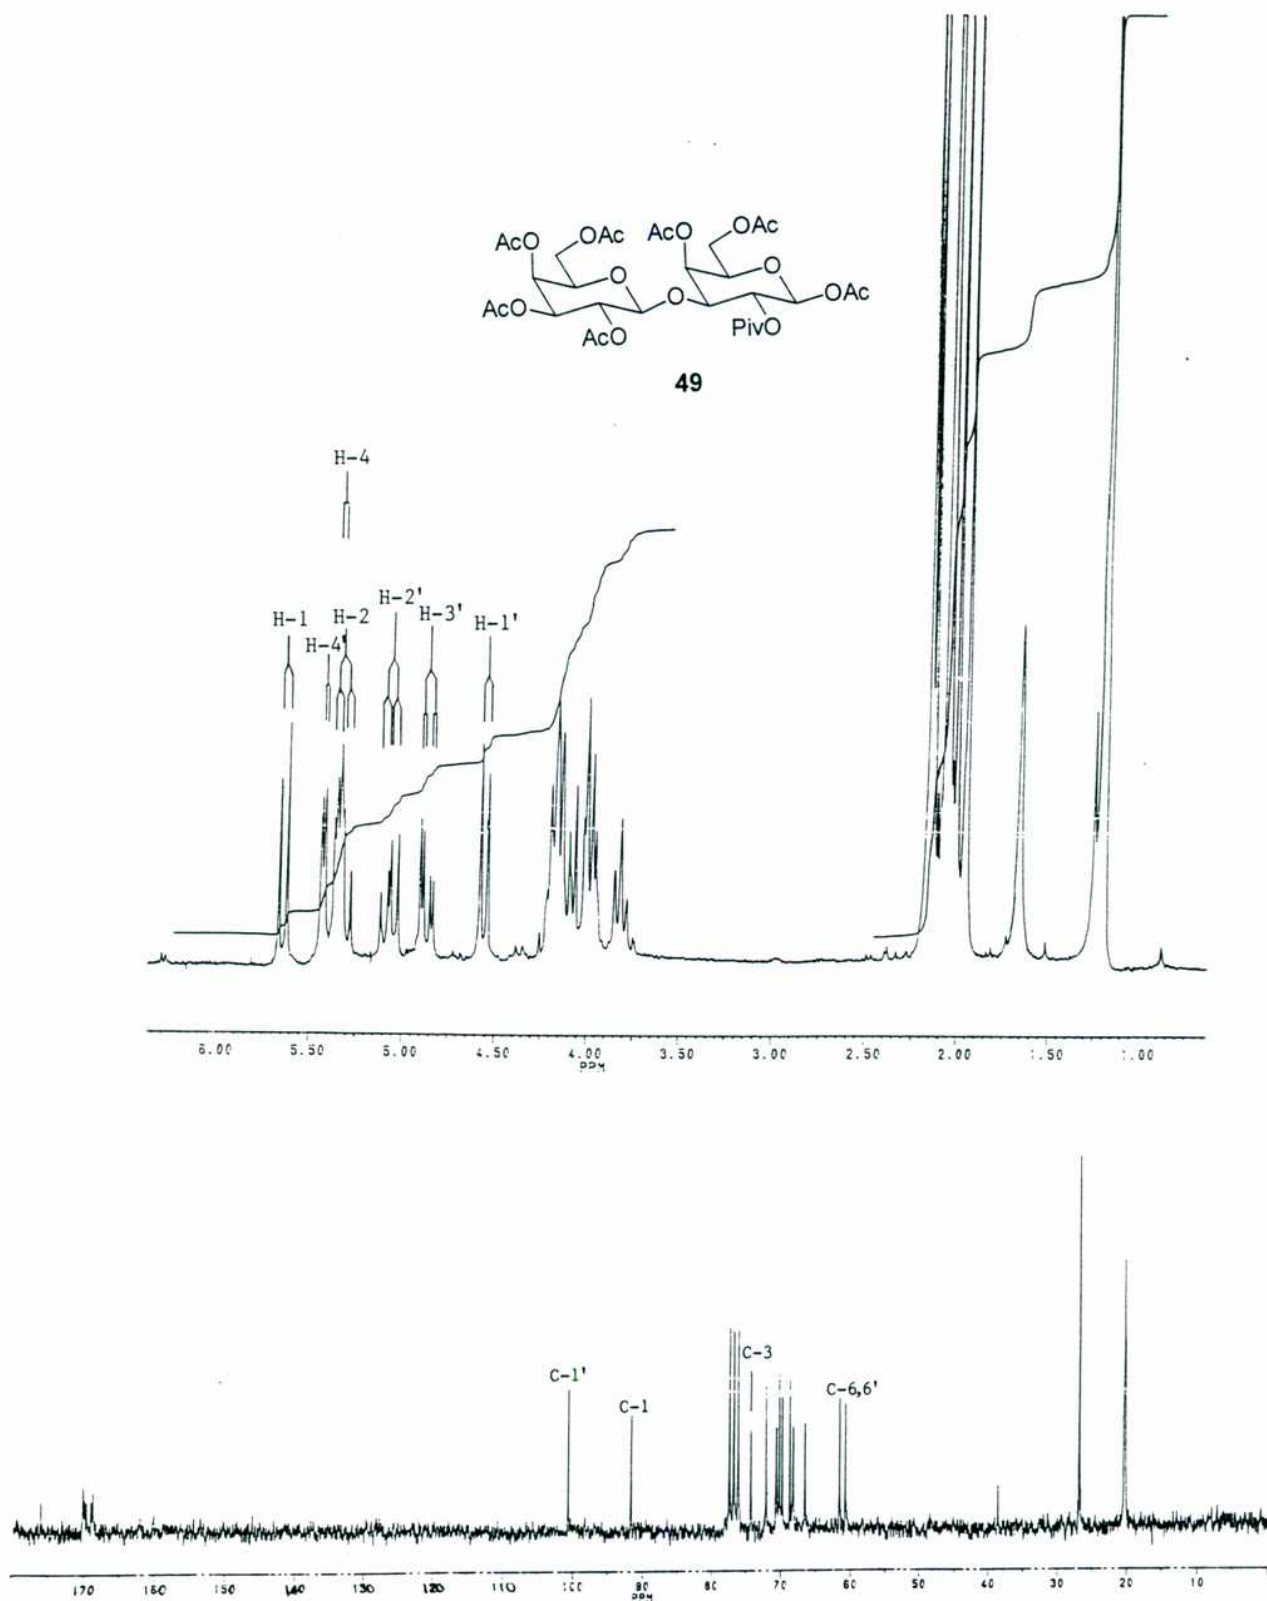 AcO OAc AcO OAc
O O
AcO O OAc
AcO PivO
49
H-4
H-1 H-4' H-2 H-2' H-3' H-1'
6.00 5.50 5.00 4.50 4.00 3.50 3.00 2.50 2.00 1.50 1.00
PPM
C-1' C-1 C-3 C-6,6'
170 160 150 140 130 120 110 100 90 80 70 60 50 40 30 20 10
PPM